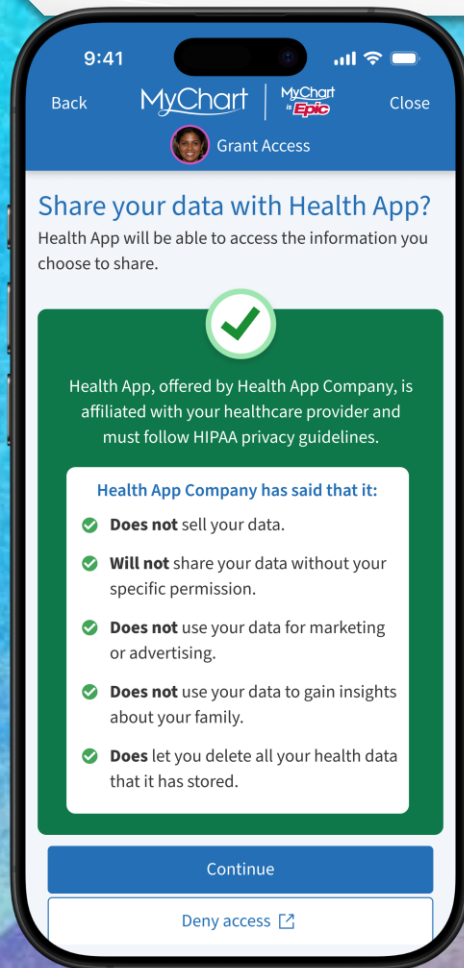 9:41
Back MyChart MyChart Close
is Epic
Grant Access
Share your data with Health App?
Health App will be able to access the information you
choose to share.
Health App, offered by Health App Company, is
affiliated with your healthcare provider and
must follow HIPAA privacy guidelines.
Health App Company has said that it:
Does not sell your data.
Will not share your data without your
specific permission.
Does not use your data for marketing
or advertising.
Does not use your data to gain insights
about your family.
Does let you delete all your health data
that it has stored.
Continue
Deny access